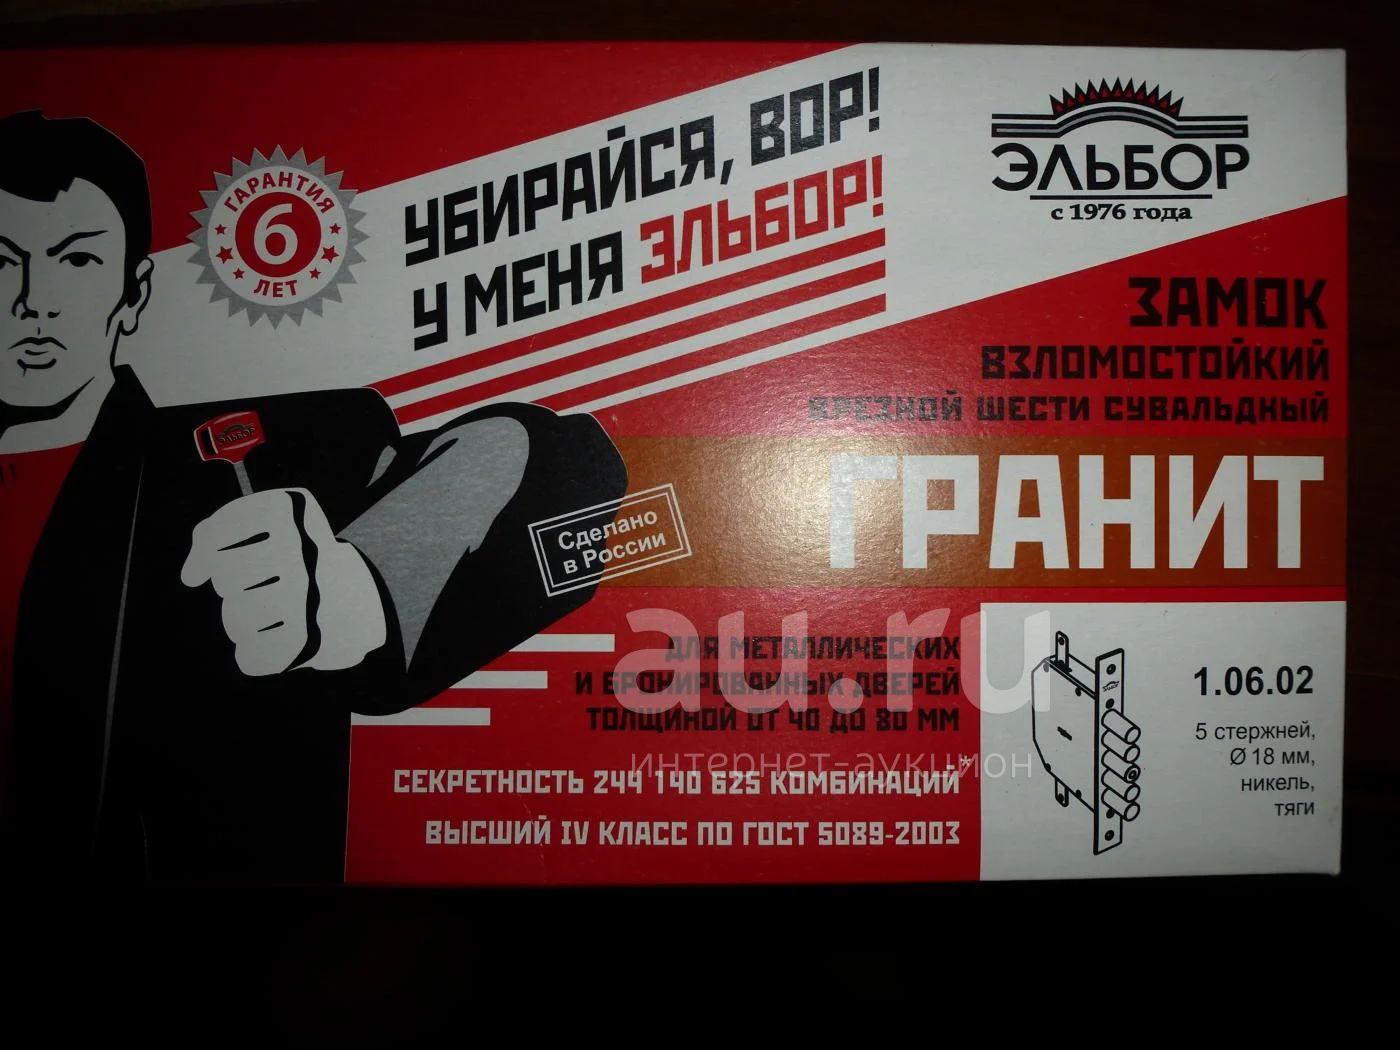 ГАРАНТИЯ
6
ЛЕТ
УБИРАЙСЯ, ВОР!
У МЕНЯ ЭЛЬБОР!
ЭЛЬБОР
с 1976 года
ЗАМОК
ВЗЛОМОСТОЙКИЙ
ВРЕЗНОЙ ШЕСТИ СУВАЛЬДНЫЙ
ГРАНИТ
ЭЛЬБОР
Сделано
в России
ДЛЯ МЕТАЛЛИЧЕСКИХ
И БРОНИРОВАННЫХ ДВЕРЕЙ
ТОЛЩИНОЙ ОТ 40 ДО 80 ММ
СЕКРЕТНОСТЬ 244 140 625 КОМБИНАЦИЙ*
ВЫСШИЙ IV КЛАСС ПО ГОСТ 5089-2003
1.06.02
5 стержней,
Ø 18 мм,
никель,
тяги
au.ru
интернет-аукцион